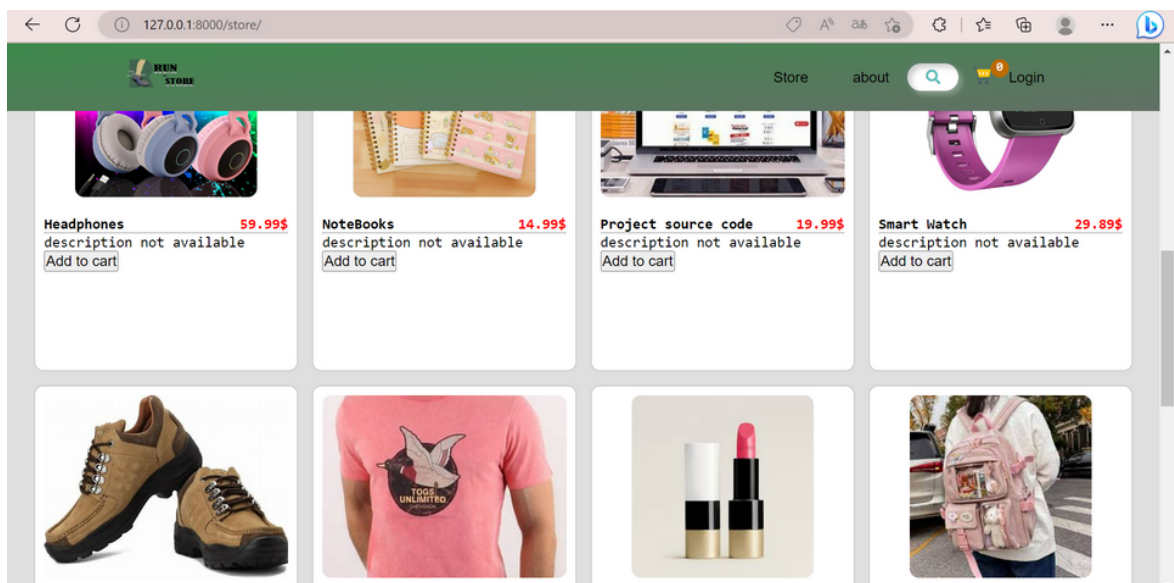 127.0.0.1:8000/store/
RUN
STORE
Store
about
0
Login
Headphones 59.99$
description not available
Add to cart
NoteBooks 14.99$
description not available
Add to cart
Project source code 19.99$
description not available
Add to cart
Smart Watch 29.89$
description not available
Add to cart
TOGS
UNLIMITED